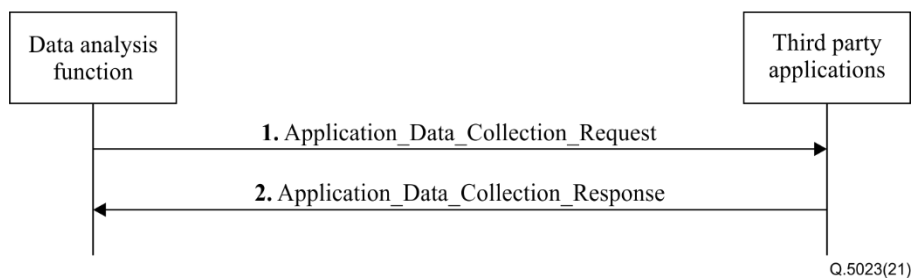 Data analysis
function
Third party
applications
1. Application_Data_Collection_Request
2. Application_Data_Collection_Response
Q.5023(21)